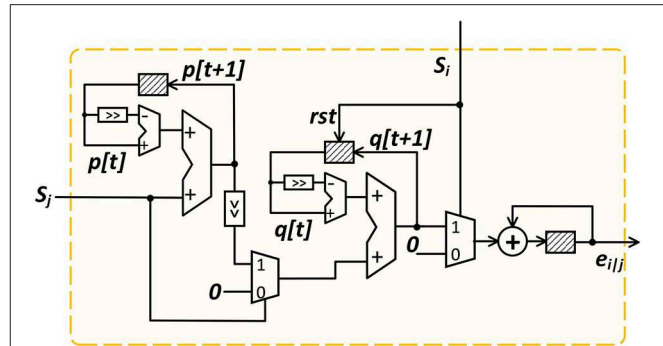 S_i
p[t+1]
>>
-
+
+
p[t]
rst
q[t+1]
S_j
+
>>
-
+
+
>>
q[t]
1
0
1
0
+
0
0
+
e_i|j